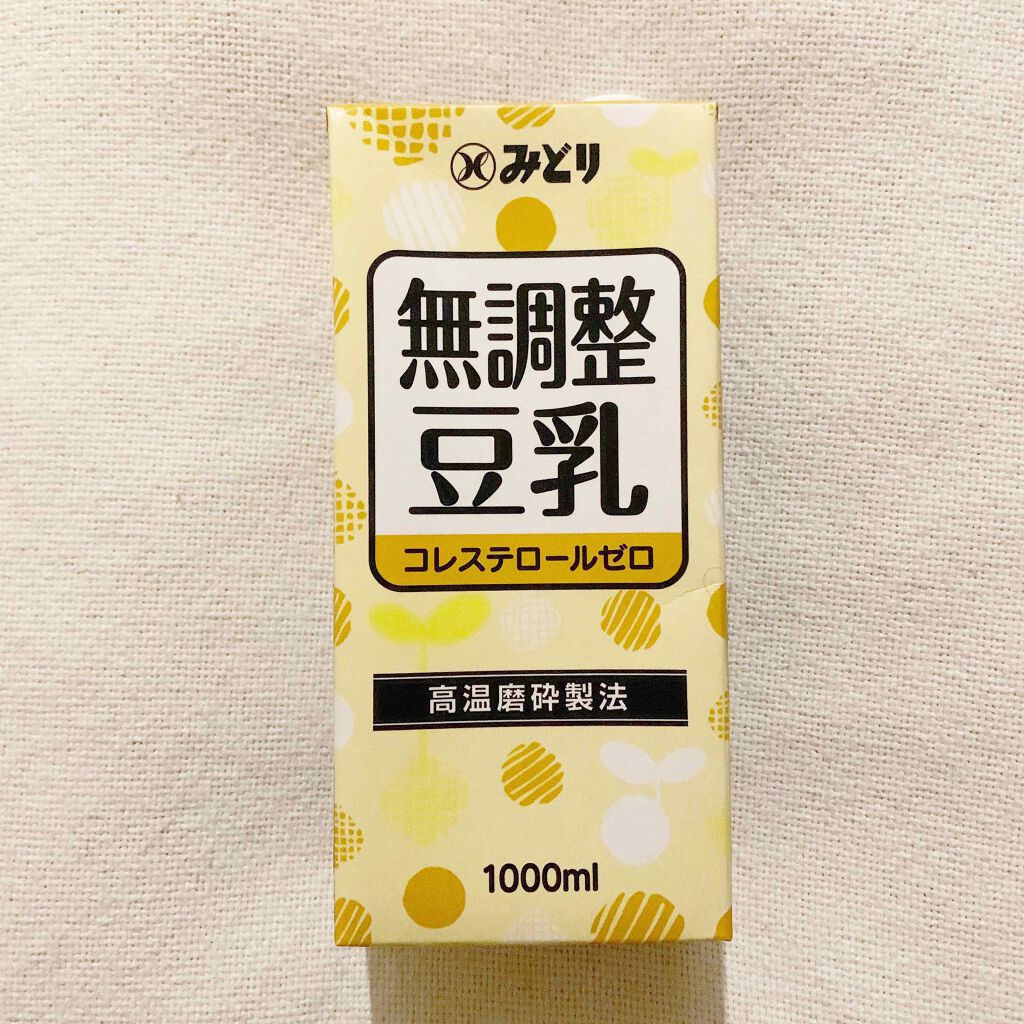 みどり
無調整
豆乳
コレステロールゼロ
高温磨砕製法
1000ml